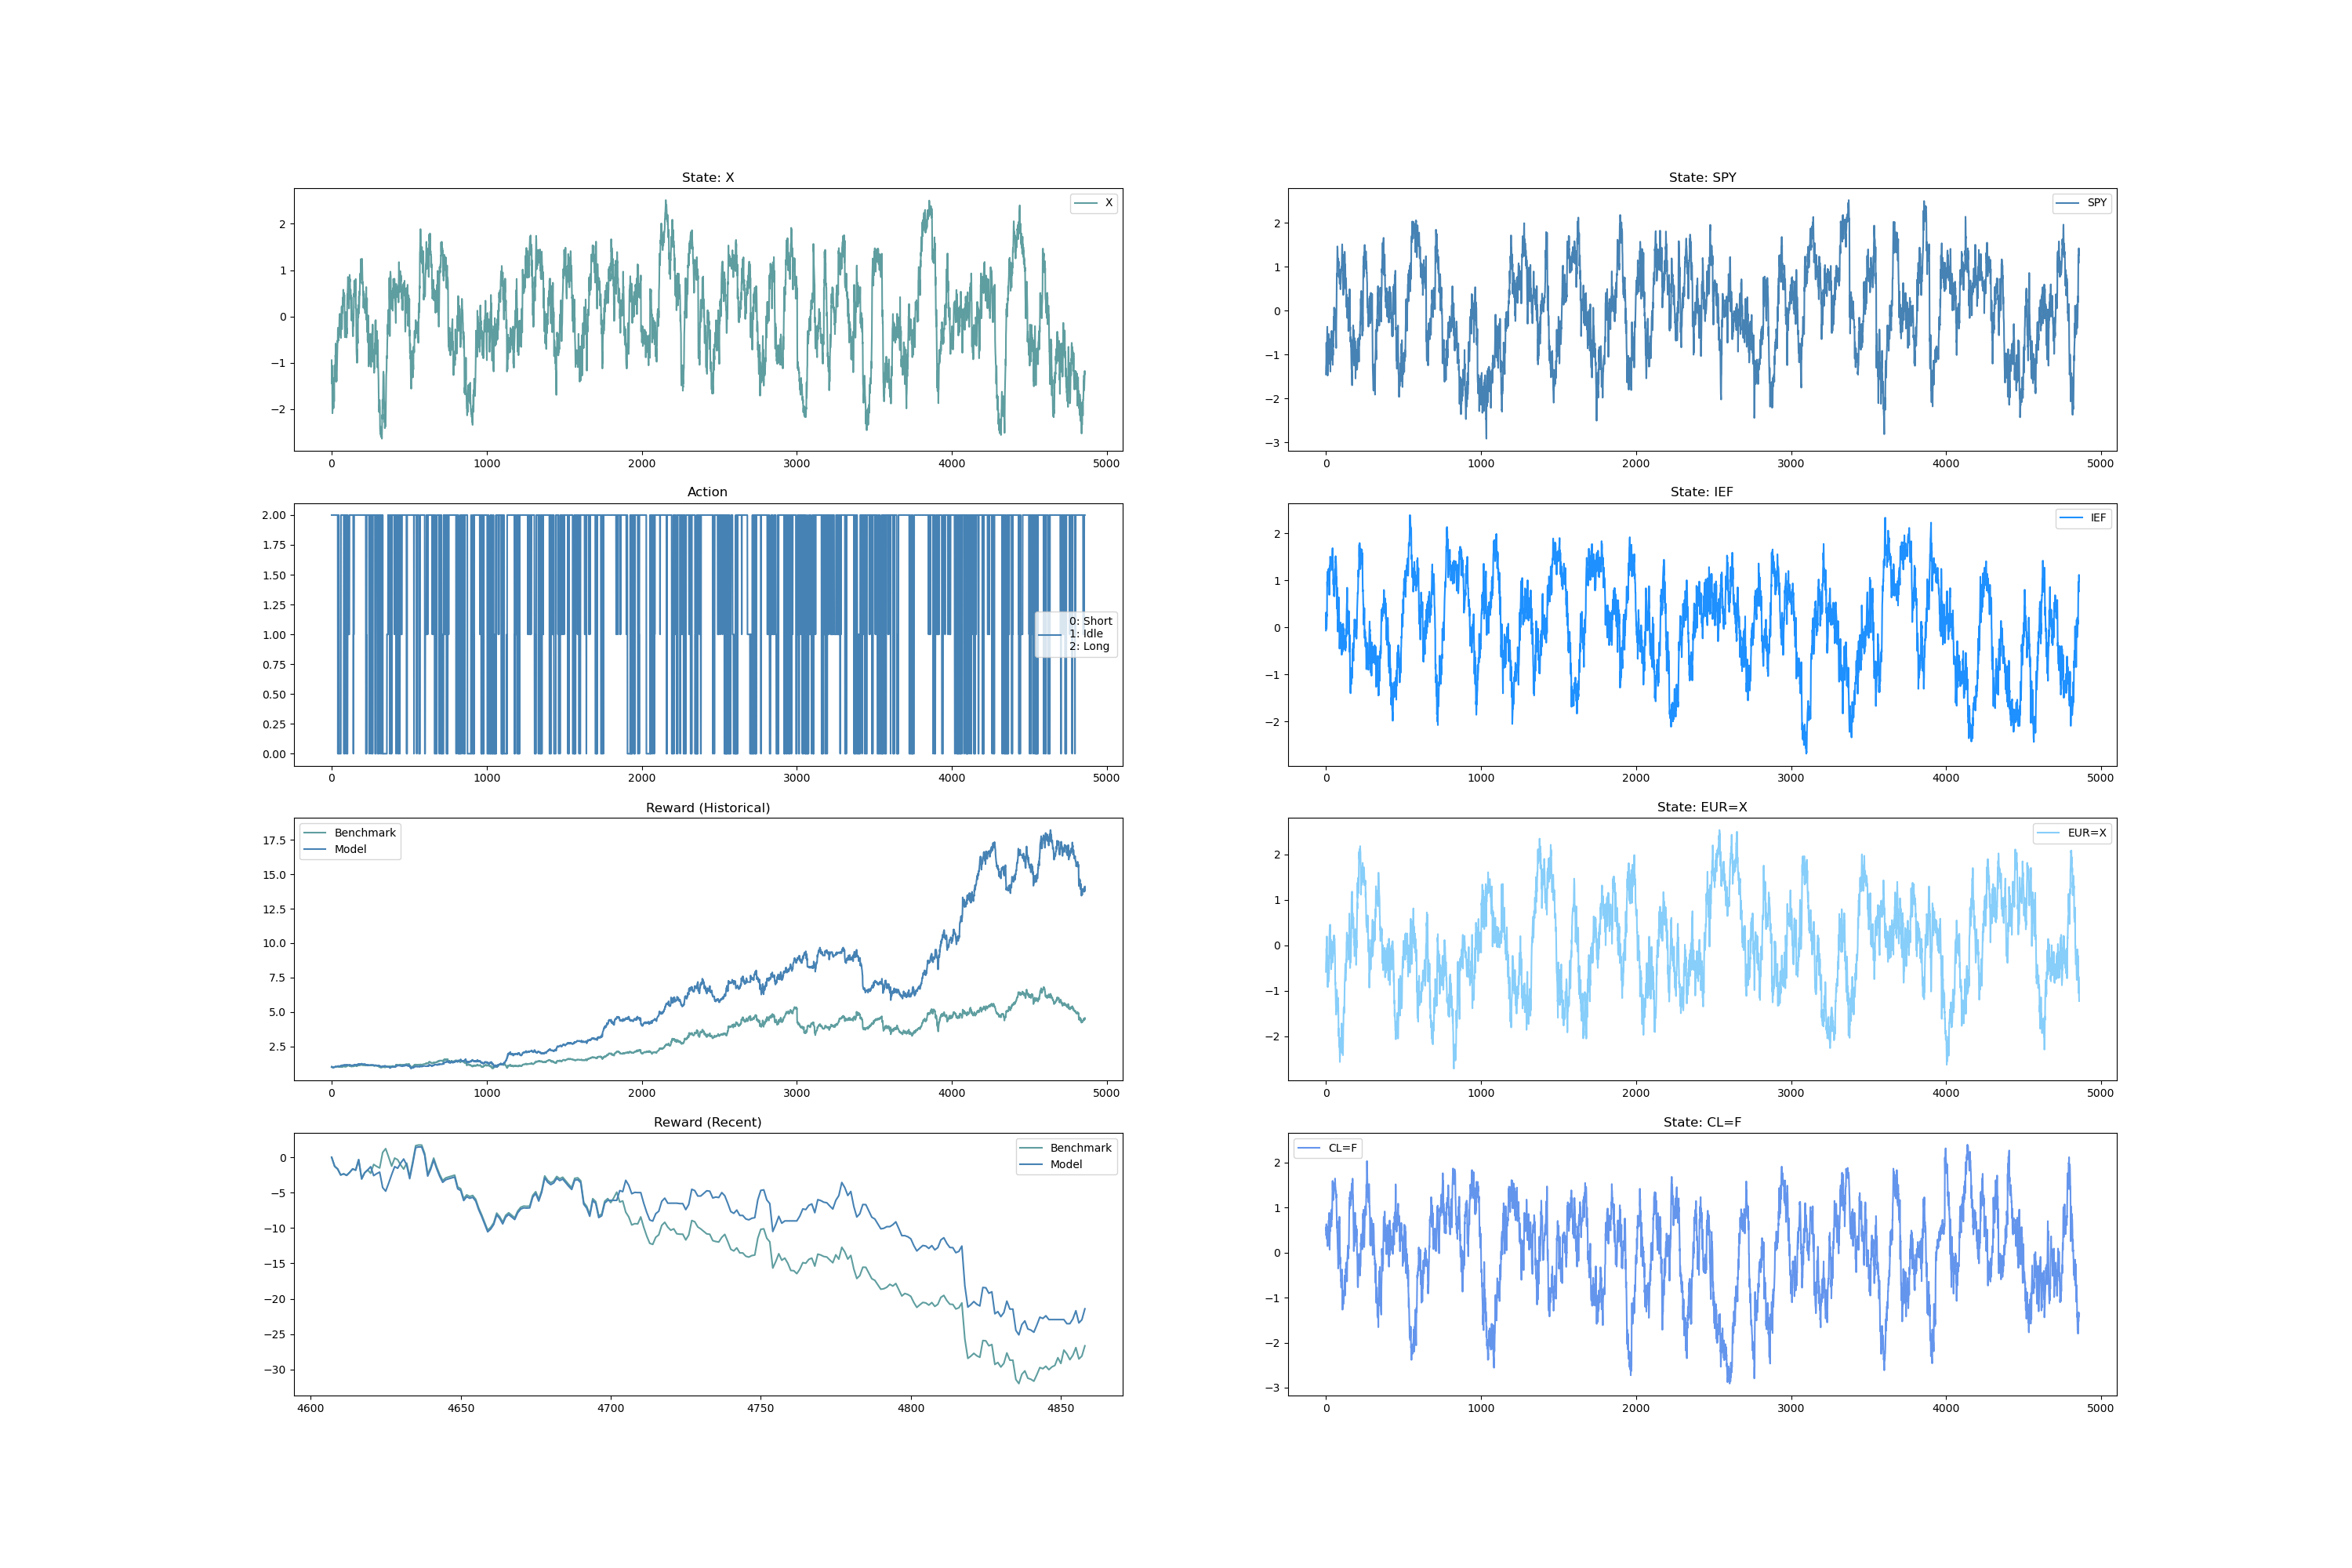 State: X
X
2
1
0
−1
−2
0 1000 2000 3000 4000 5000
Action
2.00
1.75
1.50
1.25
1.00
0.75
0.50
0.25
0.00
0: Short
1: Idle
2: Long
0 1000 2000 3000 4000 5000
Reward (Historical)
Benchmark
Model
17.5
15.0
12.5
10.0
7.5
5.0
2.5
0 1000 2000 3000 4000 5000
Reward (Recent)
Benchmark
Model
0
−5
−10
−15
−20
−25
−30
4600 4650 4700 4750 4800 4850
State: SPY
SPY
2
1
0
−1
−2
−3
0 1000 2000 3000 4000 5000
State: IEF
IEF
2
1
0
−1
−2
0 1000 2000 3000 4000 5000
State: EUR=X
EUR=X
2
1
0
−1
−2
0 1000 2000 3000 4000 5000
State: CL=F
CL=F
2
1
0
−1
−2
−3
0 1000 2000 3000 4000 5000